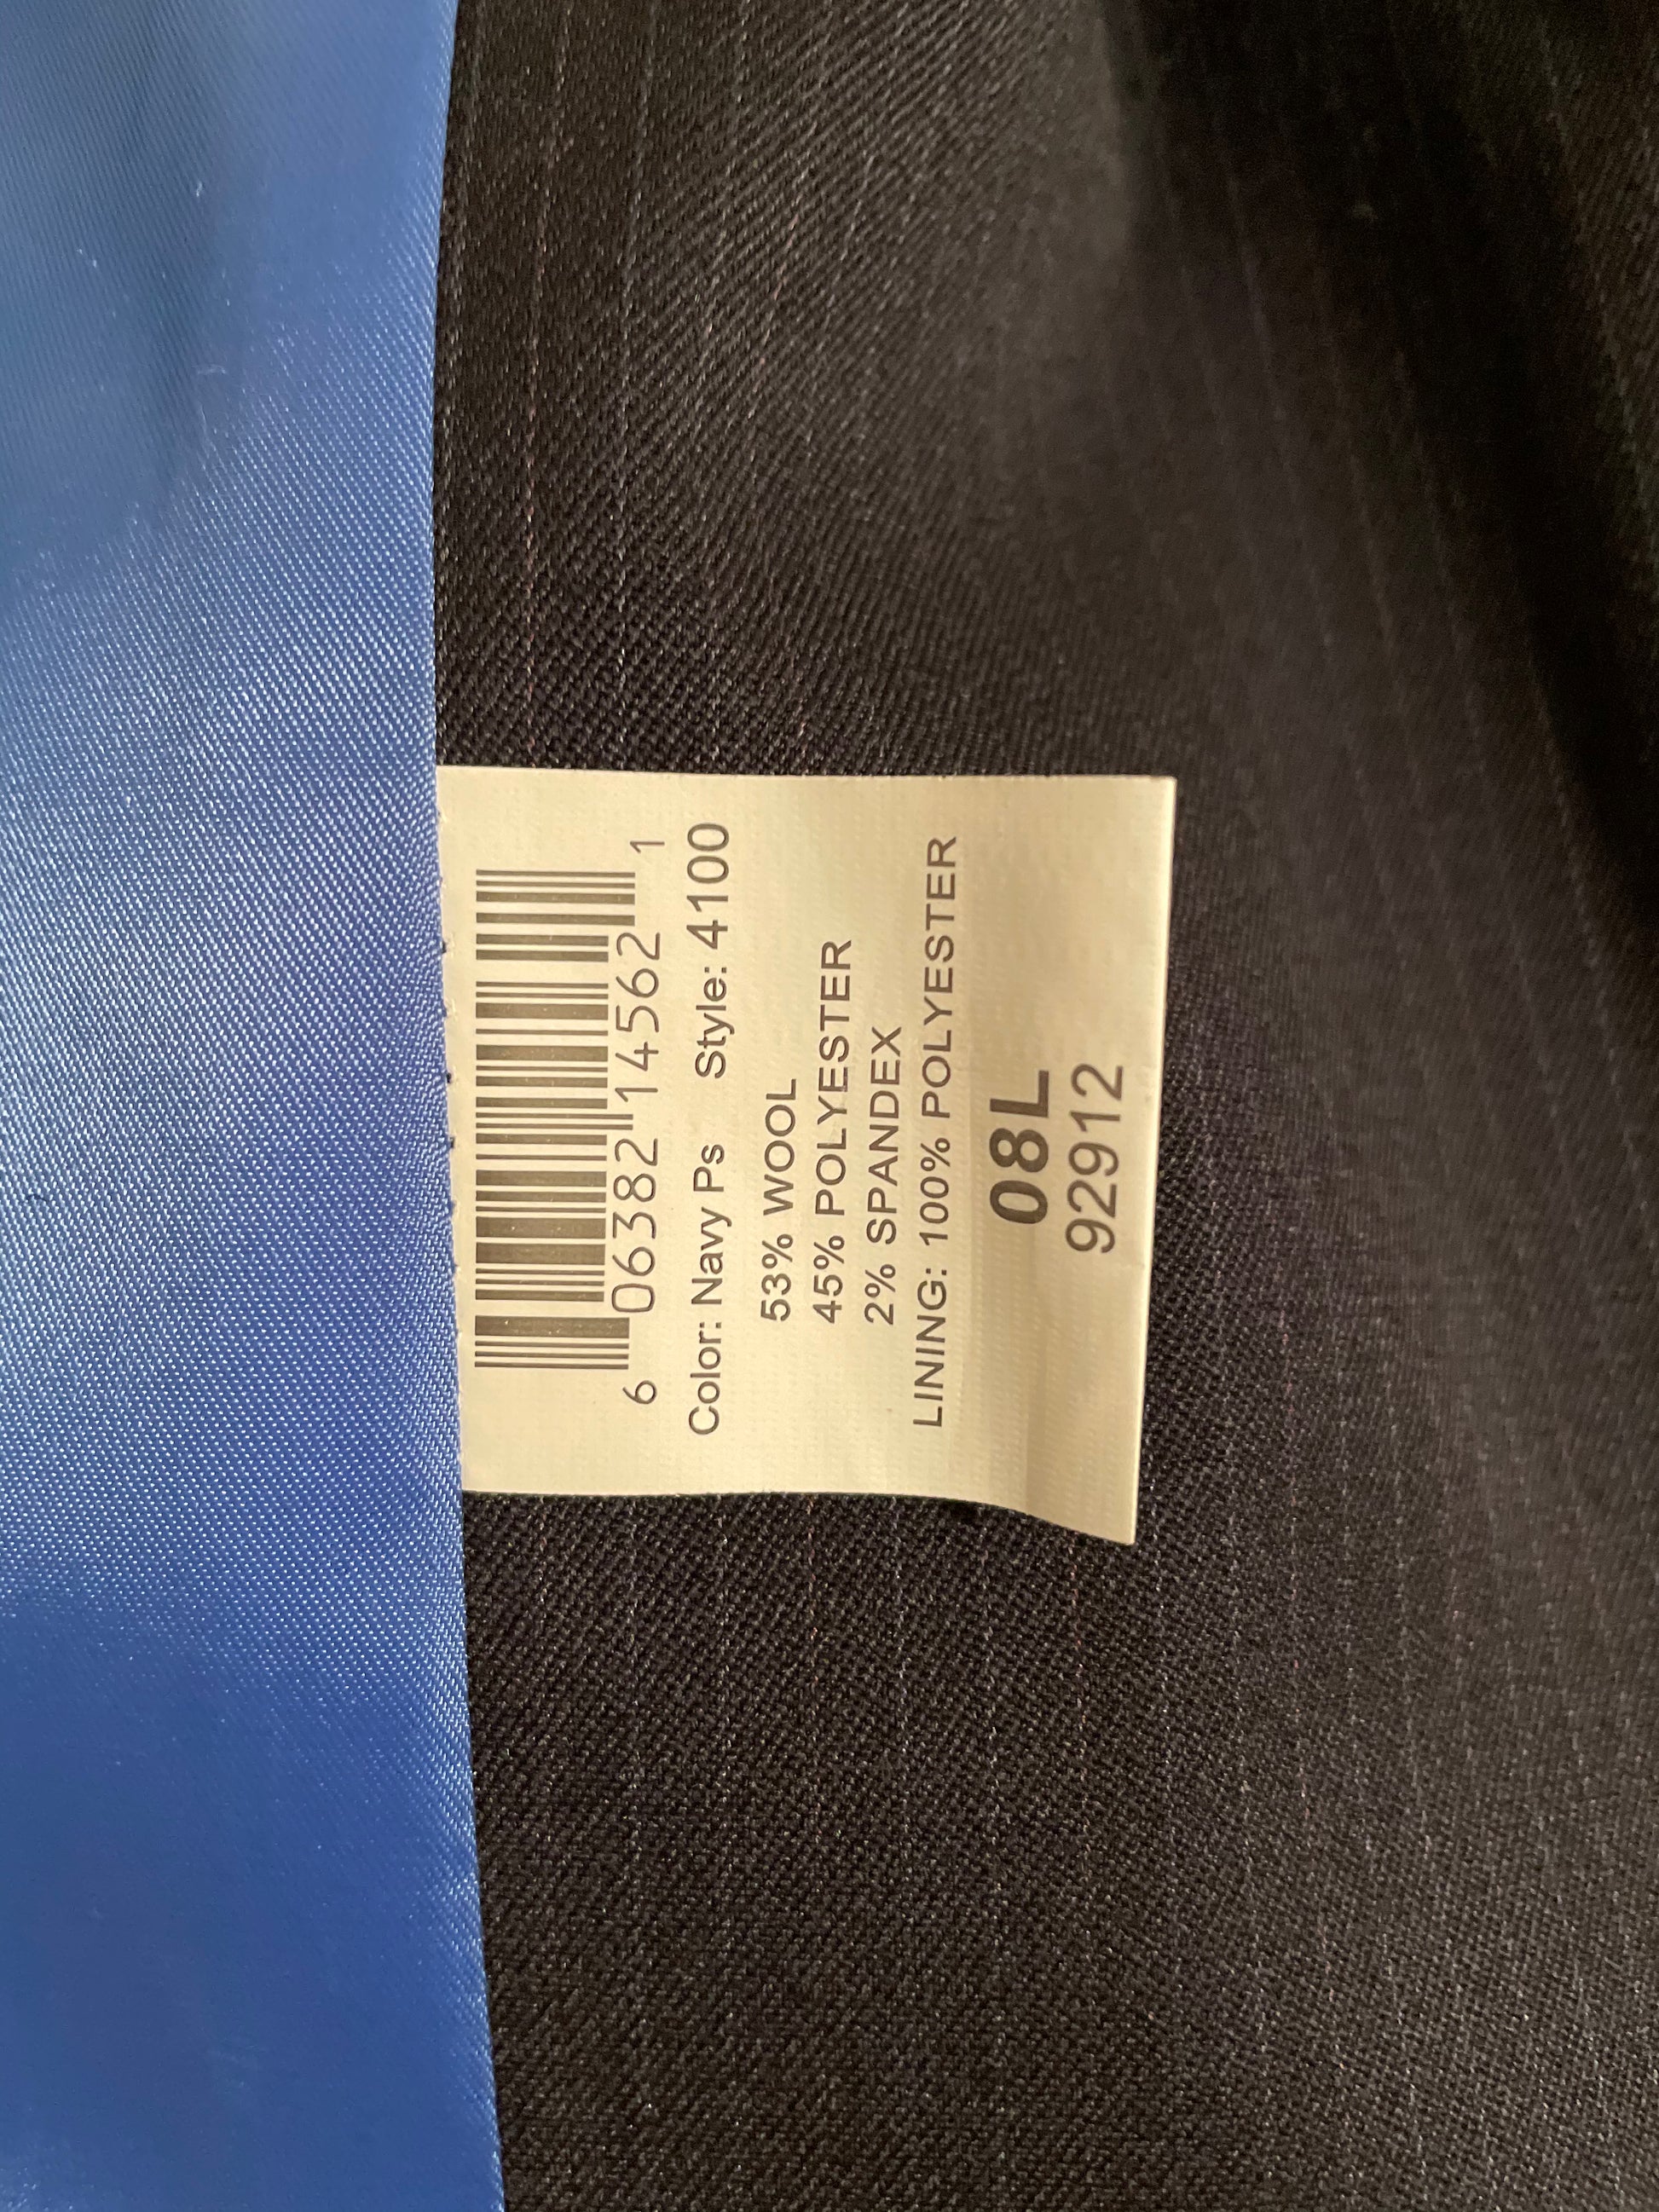 6 06382 14562 1
Color: Navy Ps Style: 4100
53% WOOL
45% POLYESTER
2% SPANDEX
LINING: 100% POLYESTER
08L
92912